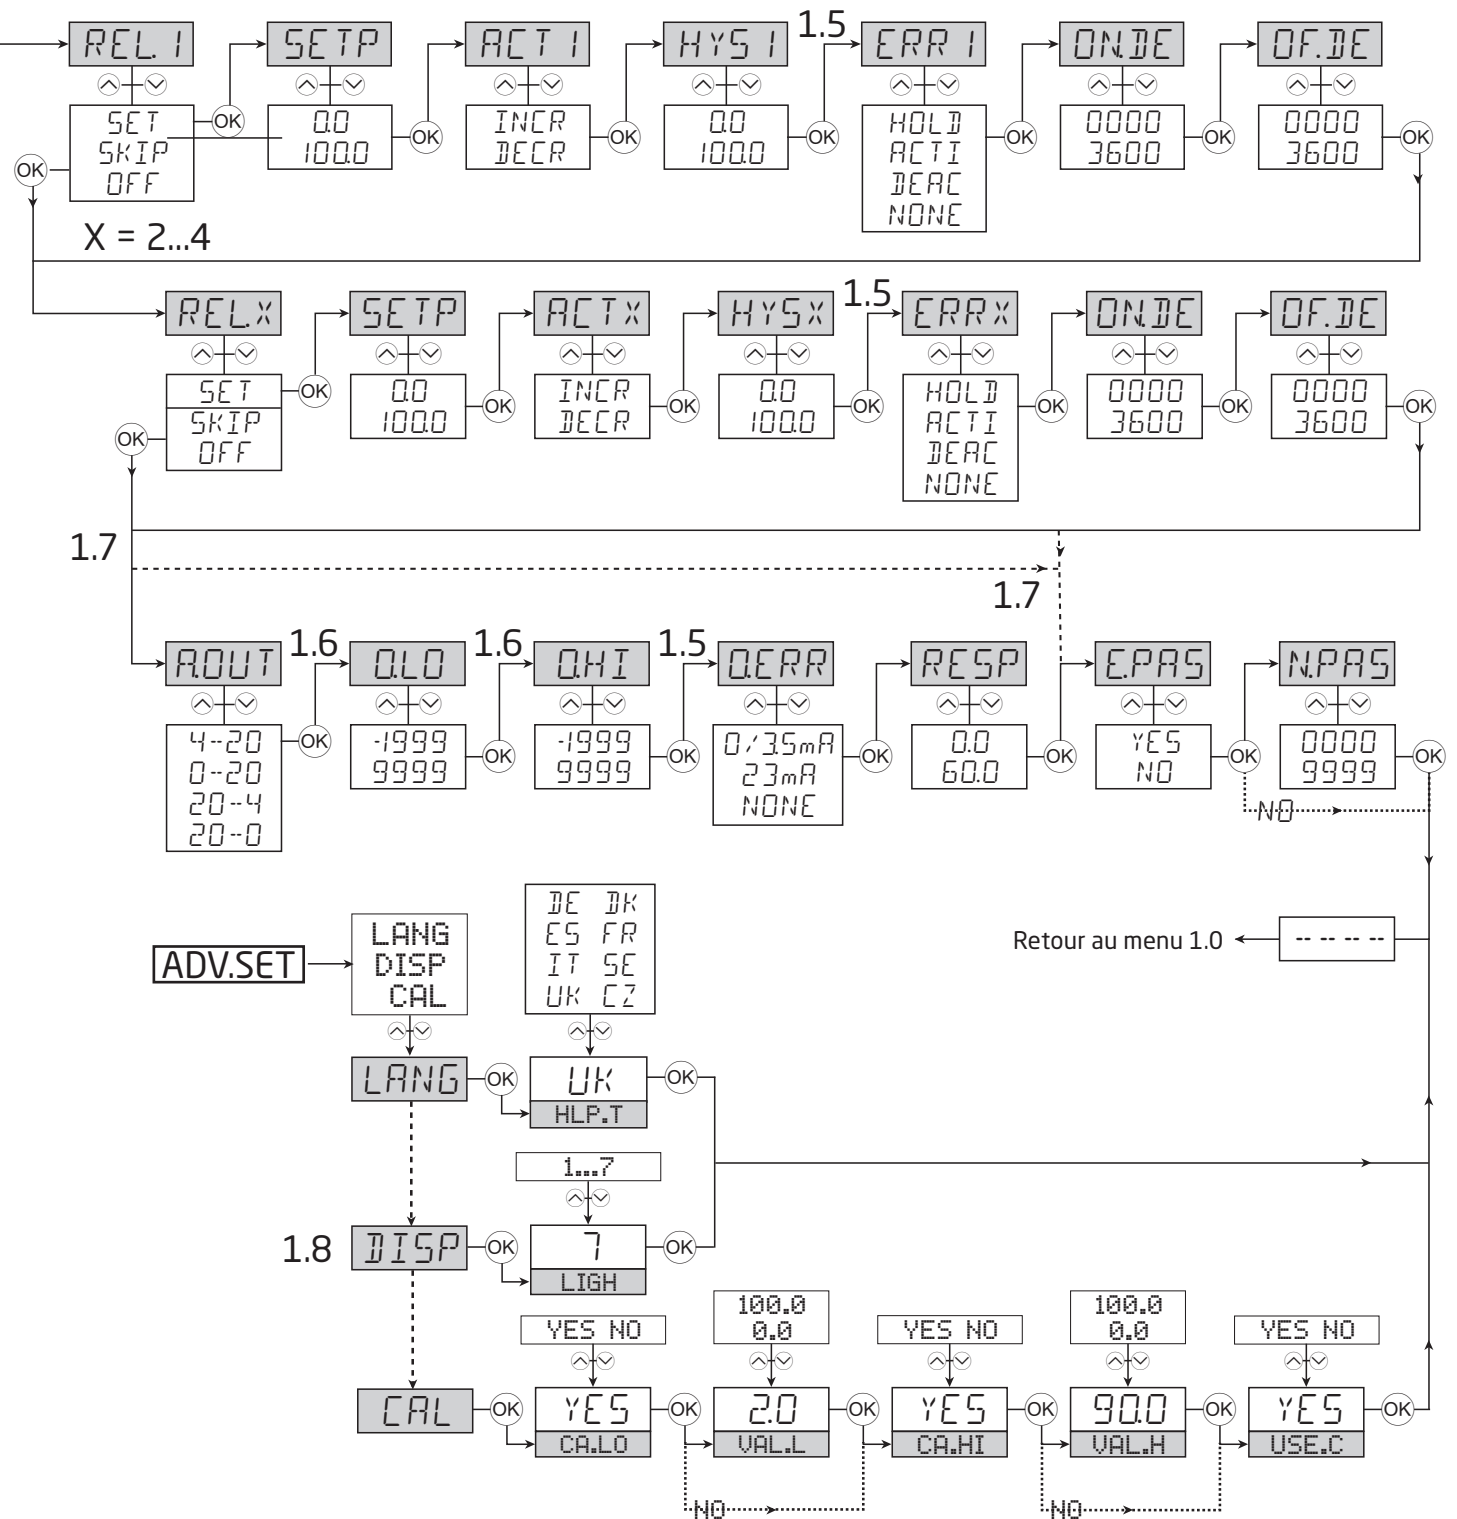 1.5
REL.1 SETP ACT1 HYS1 ERR1 ON.DE OF.DE
SET
SKIP
OFF
OK
OK
0.0
100.0
OK
INCR
DECR
OK
0.0
100.0
OK
HOLD
ACTI
DEAC
NONE
OK
0000
3600
OK
0000
3600
OK
X = 2...4
1.5
REL.X SETP ACTX HYSX ERRX ON.DE OF.DE
SET
SKIP
OFF
OK
OK
0.0
100.0
OK
INCR
DECR
OK
0.0
100.0
OK
HOLD
ACTI
DEAC
NONE
OK
0000
3600
OK
0000
3600
OK
1.7
1.7
1.6 1.6 1.5
A.OUT O.LO O.HI O.ERR RESP E.PAS N.PAS
4--20
0--20
20--4
20--0
OK
-1999
9999
OK
-1999
9999
OK
0/3.5mA
23mA
NONE
OK
0.0
60.0
OK
YES
NO
OK
NO
0000
9999
OK
Retour au menu 1.0
-- -- -- --
ADV.SET
LANG
DISP
CAL
DE DK
ES FR
IT SE
UK CZ
LANG
OK
UK
HLP.T
OK
1...7
1.8
DISP
OK
7
LIGH
OK
YES NO
100.0
0.0
YES NO
100.0
0.0
YES NO
CAL
OK
YES
CA.LO
OK
2.0
VAL.L
OK
YES
CA.HI
OK
90.0
VAL.H
OK
YES
USE.C
OK
NO
NO